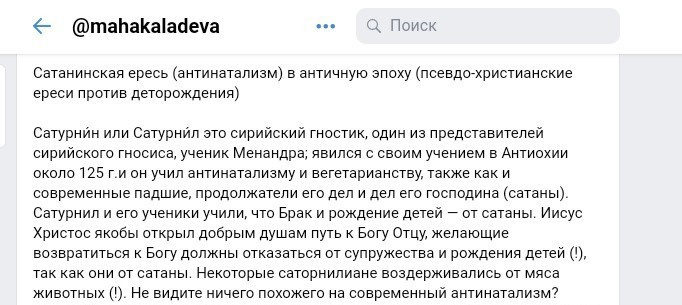 @mahakaladeva
Поиск
Сатанинская ересь (антинатализм) в античную эпоху (псевдо-христианские
ереси против деторождения)
Сатурни́н или Сатурни́л это сирийский гностик, один из представителей
сирийского гносиса, ученик Менандра; явился с своим учением в Антиохии
около 125 г.и он учил антинатализму и вегетарианству, также как и
современные падшие, продолжатели его дел и дел его господина (сатаны).
Сатурнил и его ученики учили, что Брак и рождение детей — от сатаны. Иисус
Христос якобы открыл добрым душам путь к Богу Отцу, желающие
возвратиться к Богу должны отказаться от супружества и рождения детей (!),
так как они от сатаны. Некоторые саторнилиане воздерживались от мяса
животных (!). Не видите ничего похожего на современный антинатализм?